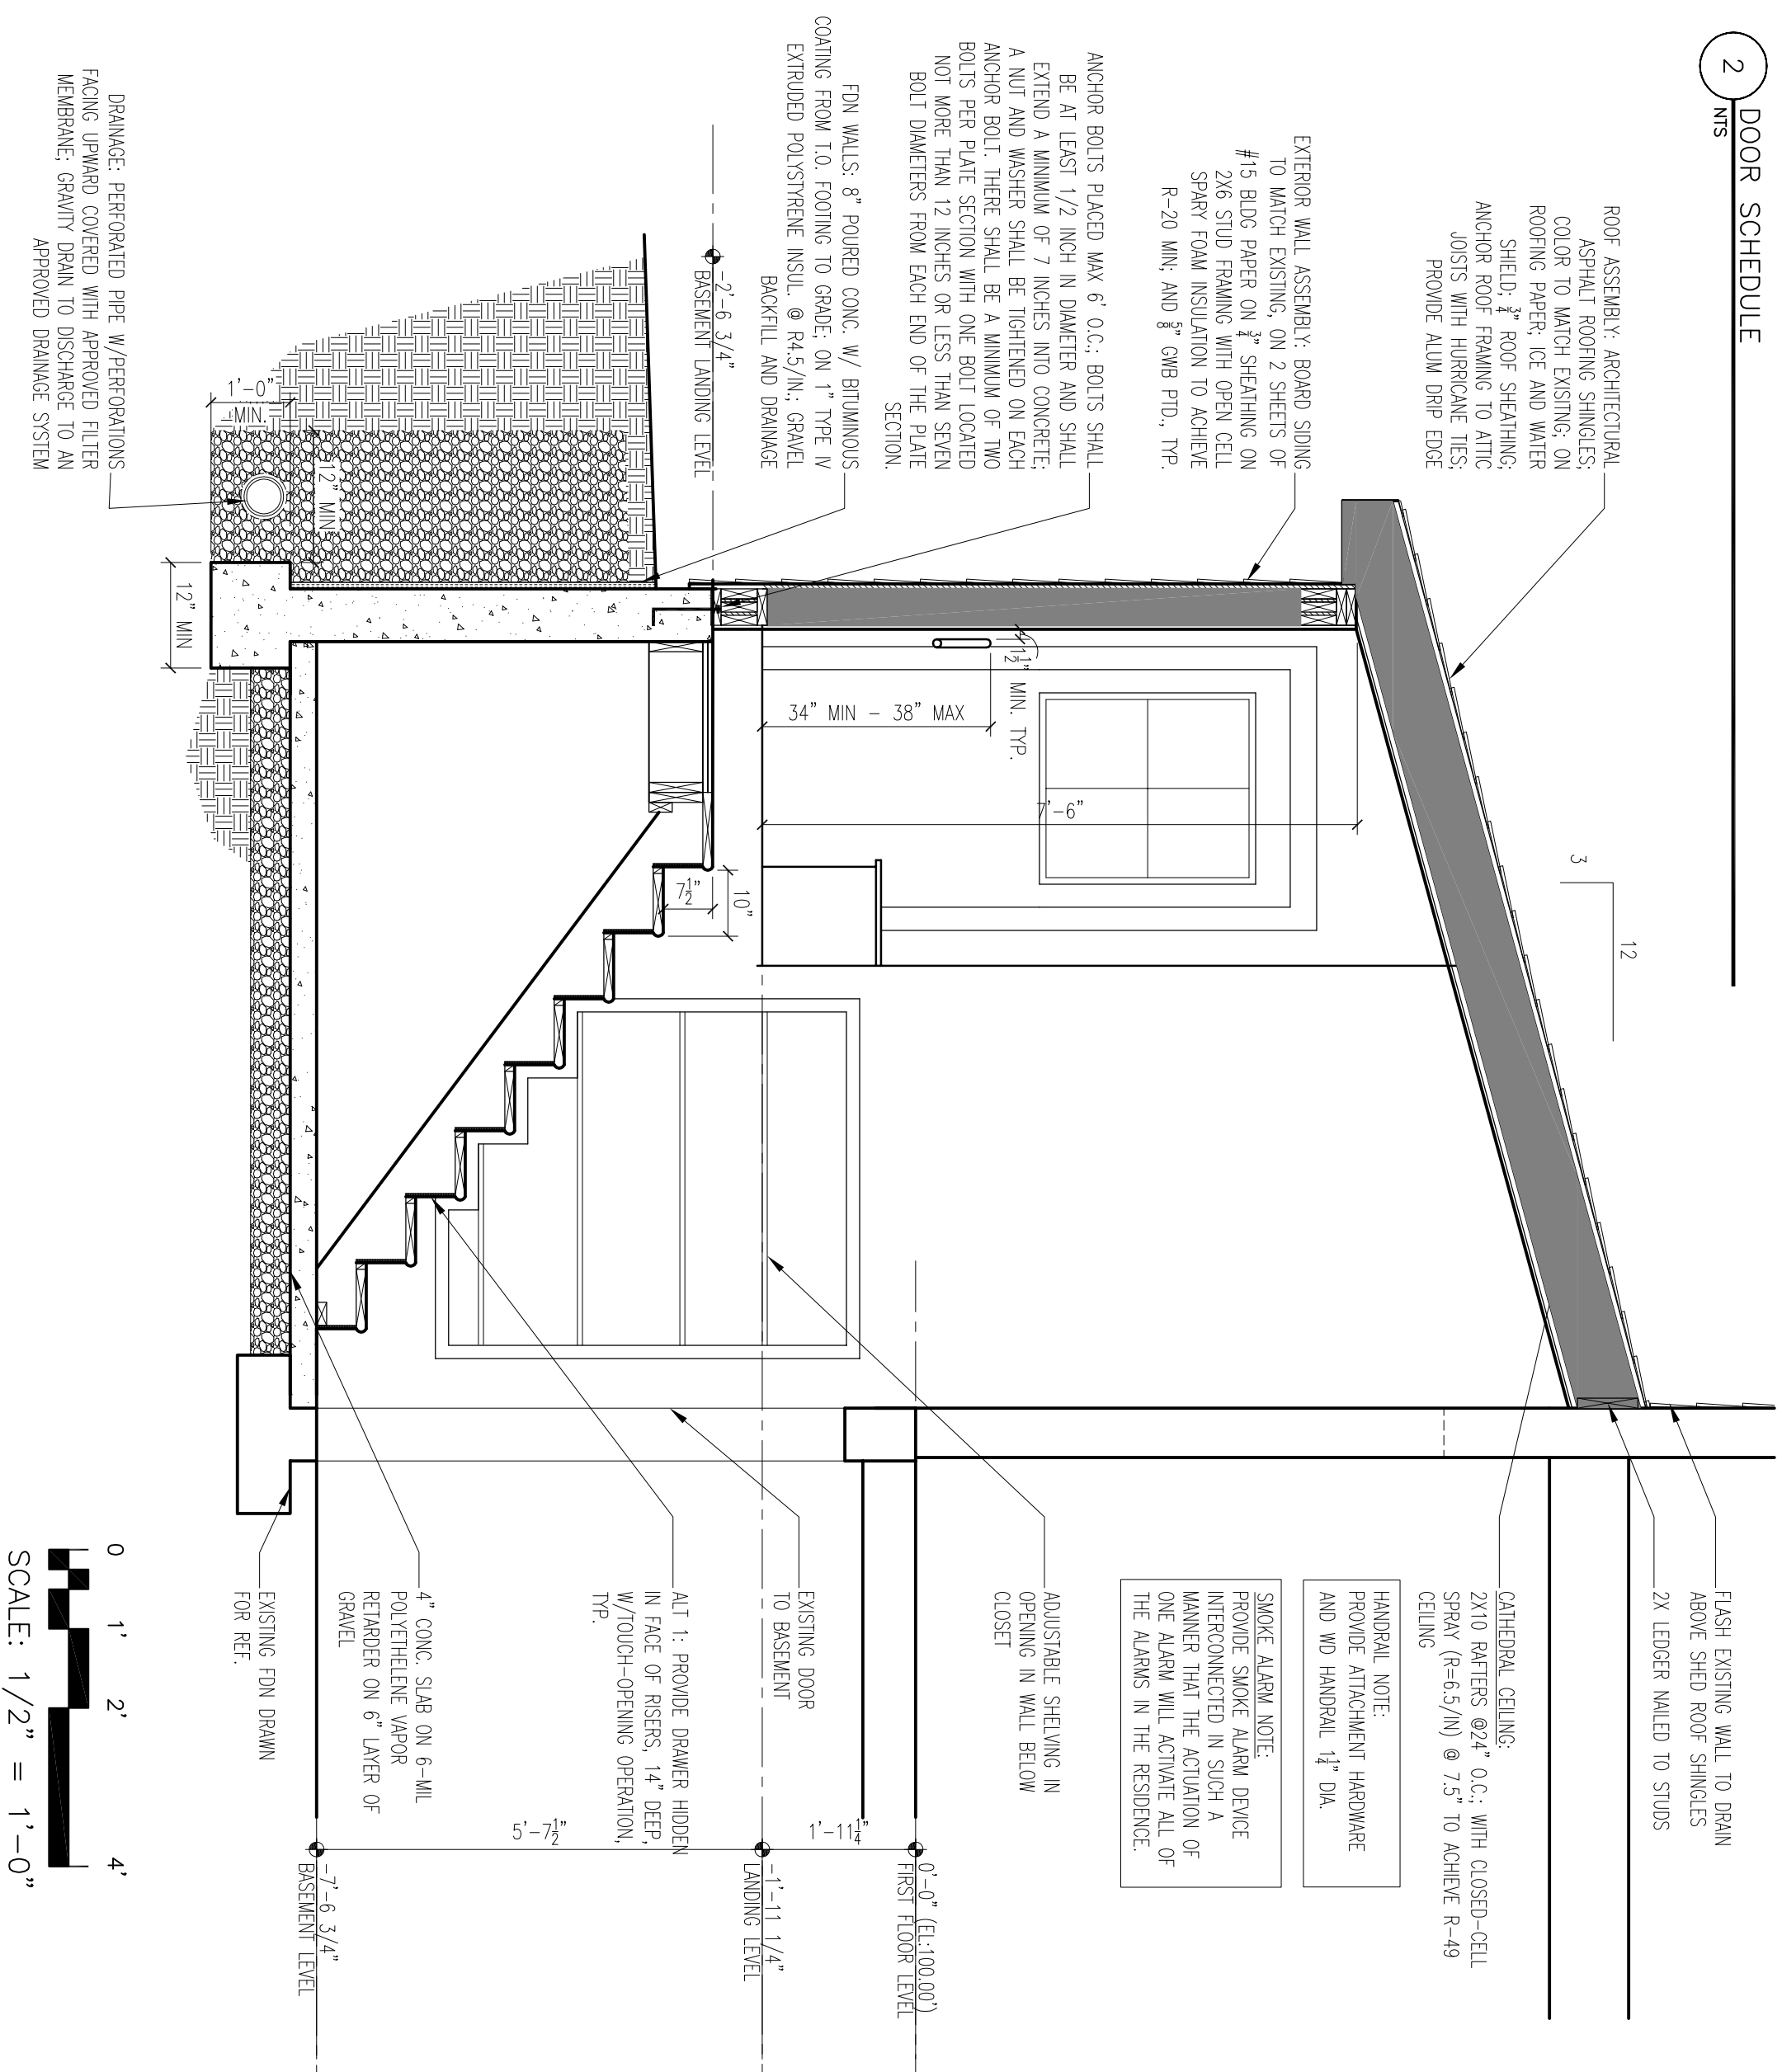 2
DOOR SCHEDULE
NTS
ROOF ASSEMBLY: ARCHITECTURAL
ASPHALT ROOFING SHINGLES;
COLOR TO MATCH EXISITNG; ON
ROOFING PAPER; ICE AND WATER
SHIELD; 3/4" ROOF SHEATHING;
ANCHOR ROOF FRAMING TO ATTIC
JOISTS WITH HURRICANE TIES;
PROVIDE ALUM DRIP EDGE
EXTERIOR WALL ASSEMBLY: BOARD SIDING
TO MATCH EXISTING, ON 2 SHEETS OF
#15 BLDG PAPER ON 3/4" SHEATHING ON
2X6 STUD FRAMING WITH OPEN CELL
SPARY FOAM INSULATION TO ACHIEVE
R-20 MIN; AND 5/8" GWB PTD., TYP.
ANCHOR BOLTS PLACED MAX 6' O.C.; BOLTS SHALL
BE AT LEAST 1/2 INCH IN DIAMETER AND SHALL
EXTEND A MINIMUM OF 7 INCHES INTO CONCRETE;
A NUT AND WASHER SHALL BE TIGHTENED ON EACH
ANCHOR BOLT. THERE SHALL BE A MINIMUM OF TWO
BOLTS PER PLATE SECTION WITH ONE BOLT LOCATED
NOT MORE THAN 12 INCHES OR LESS THAN SEVEN
BOLT DIAMETERS FROM EACH END OF THE PLATE
SECTION.
FDN WALLS: 8" POURED CONC. W/ BITUMINOUS
COATING FROM T.O. FOOTING TO GRADE; ON 1" TYPE IV
EXTRUDED POLYSTYRENE INSUL. @ R4.5/IN.; GRAVEL
BACKFILL AND DRAINAGE
-2'-6 3/4"
BASEMENT LANDING LEVEL
1'-0"
MIN.
12" MIN.
12" MIN
DRAINAGE: PERFORATED PIPE W/PERFORATIONS
FACING UPWARD COVERED WITH APPROVED FILTER
MEMBRANE; GRAVITY DRAIN TO DISCHARGE TO AN
APPROVED DRAINAGE SYSTEM
3
12
1 1/2" MIN. TYP.
34" MIN - 38" MAX
7'-6"
10"
7 1/2"
FLASH EXISTING WALL TO DRAIN
ABOVE SHED ROOF SHINGLES
2X LEDGER NAILED TO STUDS
CATHEDRAL CEILING:
2X10 RAFTERS @24" O.C.; WITH CLOSED-CELL
SPRAY (R=6.5/IN) @ 7.5" TO ACHIEVE R-49
CEILING
HANDRAIL NOTE:
PROVIDE ATTACHMENT HARDWARE
AND WD HANDRAIL 1 1/4" DIA.
SMOKE ALARM NOTE:
PROVIDE SMOKE ALARM DEVICE
INTERCONNECTED IN SUCH A
MANNER THAT THE ACTUATION OF
ONE ALARM WILL ACTIVATE ALL OF
THE ALARMS IN THE RESIDENCE.
ADJUSTABLE SHELVING IN
OPENING IN WALL BELOW
CLOSET
EXISTING DOOR
TO BASEMENT
ALT 1: PROVIDE DRAWER HIDDEN
IN FACE OF RISERS, 14" DEEP,
W/TOUCH-OPENING OPERATION,
TYP.
4" CONC. SLAB ON 6-MIL
POLYETHELENE VAPOR
RETARDER ON 6" LAYER OF
GRAVEL
EXISTING FDN DRAWN
FOR REF.
1'-11 1/4"
5'-7 1/2"
0'-0" (EL:100.00')
FIRST FLOOR LEVEL
-1'-11 1/4"
LANDING LEVEL
-7'-6 3/4"
BASEMENT LEVEL
0 1' 2' 4'
SCALE: 1/2" = 1'-0"